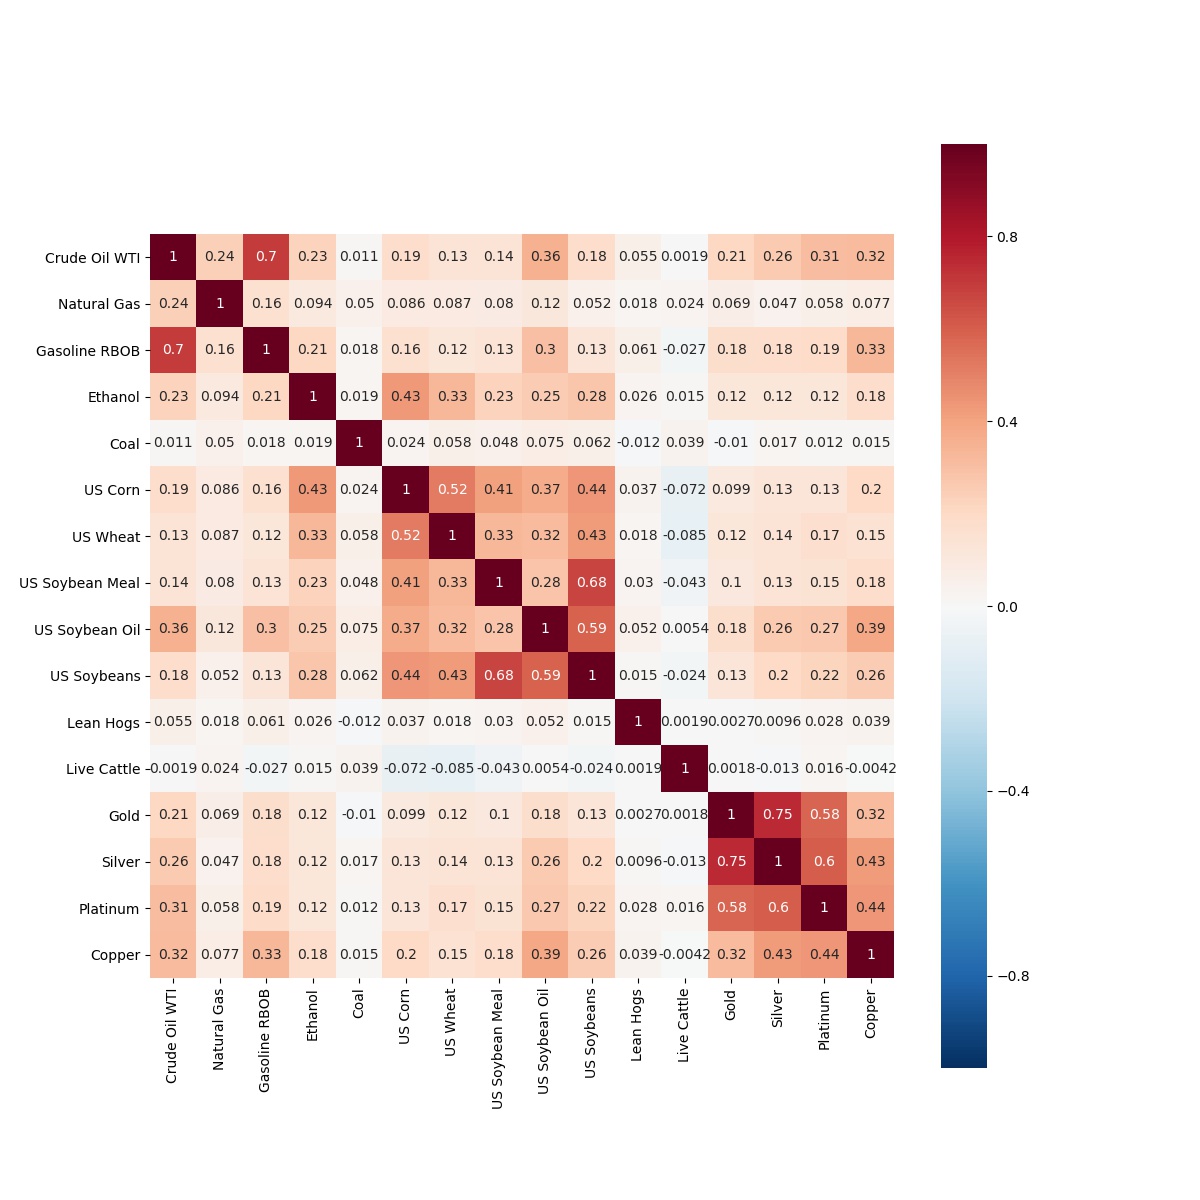 Crude Oil WTI 1 0.24 0.7 0.23 0.011 0.19 0.13 0.14 0.36 0.18 0.055 0.0019 0.21 0.26 0.31 0.32
Natural Gas 0.24 1 0.16 0.094 0.05 0.086 0.087 0.08 0.12 0.052 0.018 0.024 0.069 0.047 0.058 0.077
Gasoline RBOB 0.7 0.16 1 0.21 0.018 0.16 0.12 0.13 0.3 0.13 0.061 -0.027 0.18 0.18 0.19 0.33
Ethanol 0.23 0.094 0.21 1 0.019 0.43 0.33 0.23 0.25 0.28 0.026 0.015 0.12 0.12 0.12 0.18
Coal 0.011 0.05 0.018 0.019 1 0.024 0.058 0.048 0.075 0.062 -0.012 0.039 -0.01 0.017 0.012 0.015
US Corn 0.19 0.086 0.16 0.43 0.024 1 0.52 0.41 0.37 0.44 0.037 -0.072 0.099 0.13 0.13 0.2
US Wheat 0.13 0.087 0.12 0.33 0.058 0.52 1 0.33 0.32 0.43 0.018 -0.085 0.12 0.14 0.17 0.15
US Soybean Meal 0.14 0.08 0.13 0.23 0.048 0.41 0.33 1 0.28 0.68 0.03 -0.043 0.1 0.13 0.15 0.18
US Soybean Oil 0.36 0.12 0.3 0.25 0.075 0.37 0.32 0.28 1 0.59 0.052 0.0054 0.18 0.26 0.27 0.39
US Soybeans 0.18 0.052 0.13 0.28 0.062 0.44 0.43 0.68 0.59 1 0.015 -0.024 0.13 0.2 0.22 0.26
Lean Hogs 0.055 0.018 0.061 0.026 -0.012 0.037 0.018 0.03 0.052 0.015 1 0.0019 0.0027 0.0096 0.028 0.039
Live Cattle 0.0019 0.024 -0.027 0.015 0.039 -0.072 -0.085 -0.043 0.0054 -0.024 0.0019 1 0.0018 -0.013 0.016 -0.0042
Gold 0.21 0.069 0.18 0.12 -0.01 0.099 0.12 0.1 0.18 0.13 0.0027 0.0018 1 0.75 0.58 0.32
Silver 0.26 0.047 0.18 0.12 0.017 0.13 0.14 0.13 0.26 0.2 0.0096 -0.013 0.75 1 0.6 0.43
Platinum 0.31 0.058 0.19 0.12 0.012 0.13 0.17 0.15 0.27 0.22 0.028 0.016 0.58 0.6 1 0.44
Copper 0.32 0.077 0.33 0.18 0.015 0.2 0.15 0.18 0.39 0.26 0.039 -0.0042 0.32 0.43 0.44 1
Crude Oil WTI
Natural Gas
Gasoline RBOB
Ethanol
Coal
US Corn
US Wheat
US Soybean Meal
US Soybean Oil
US Soybeans
Lean Hogs
Live Cattle
Gold
Silver
Platinum
Copper
0.8
0.4
0.0
−0.4
−0.8